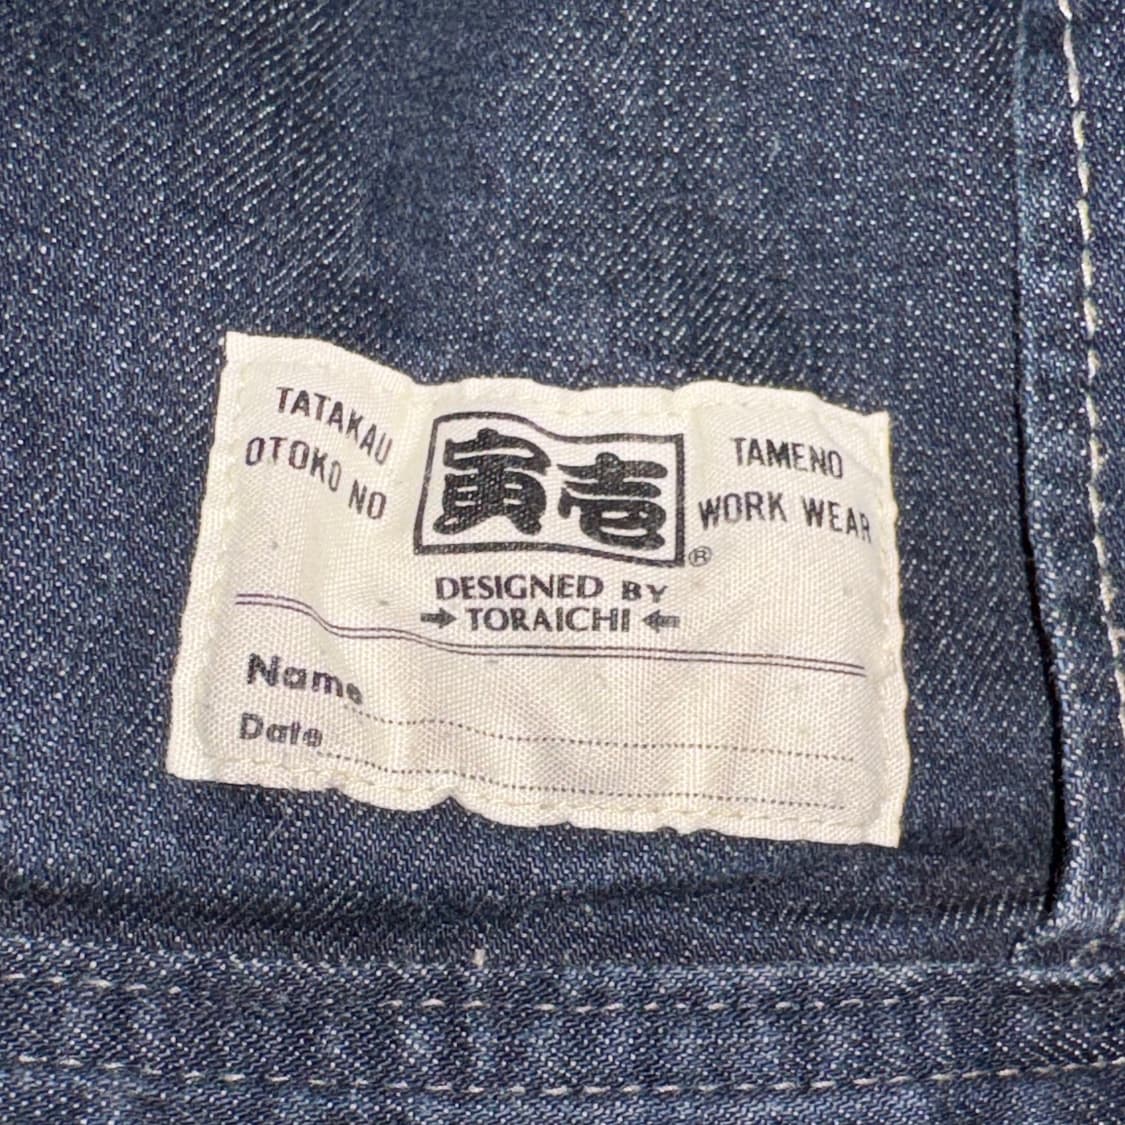 TATAKAU
OTOKO NO
寅壱
®
TAMENO
WORK WEAR
DESIGNED BY
→ TORAICHI ←
Name
Date